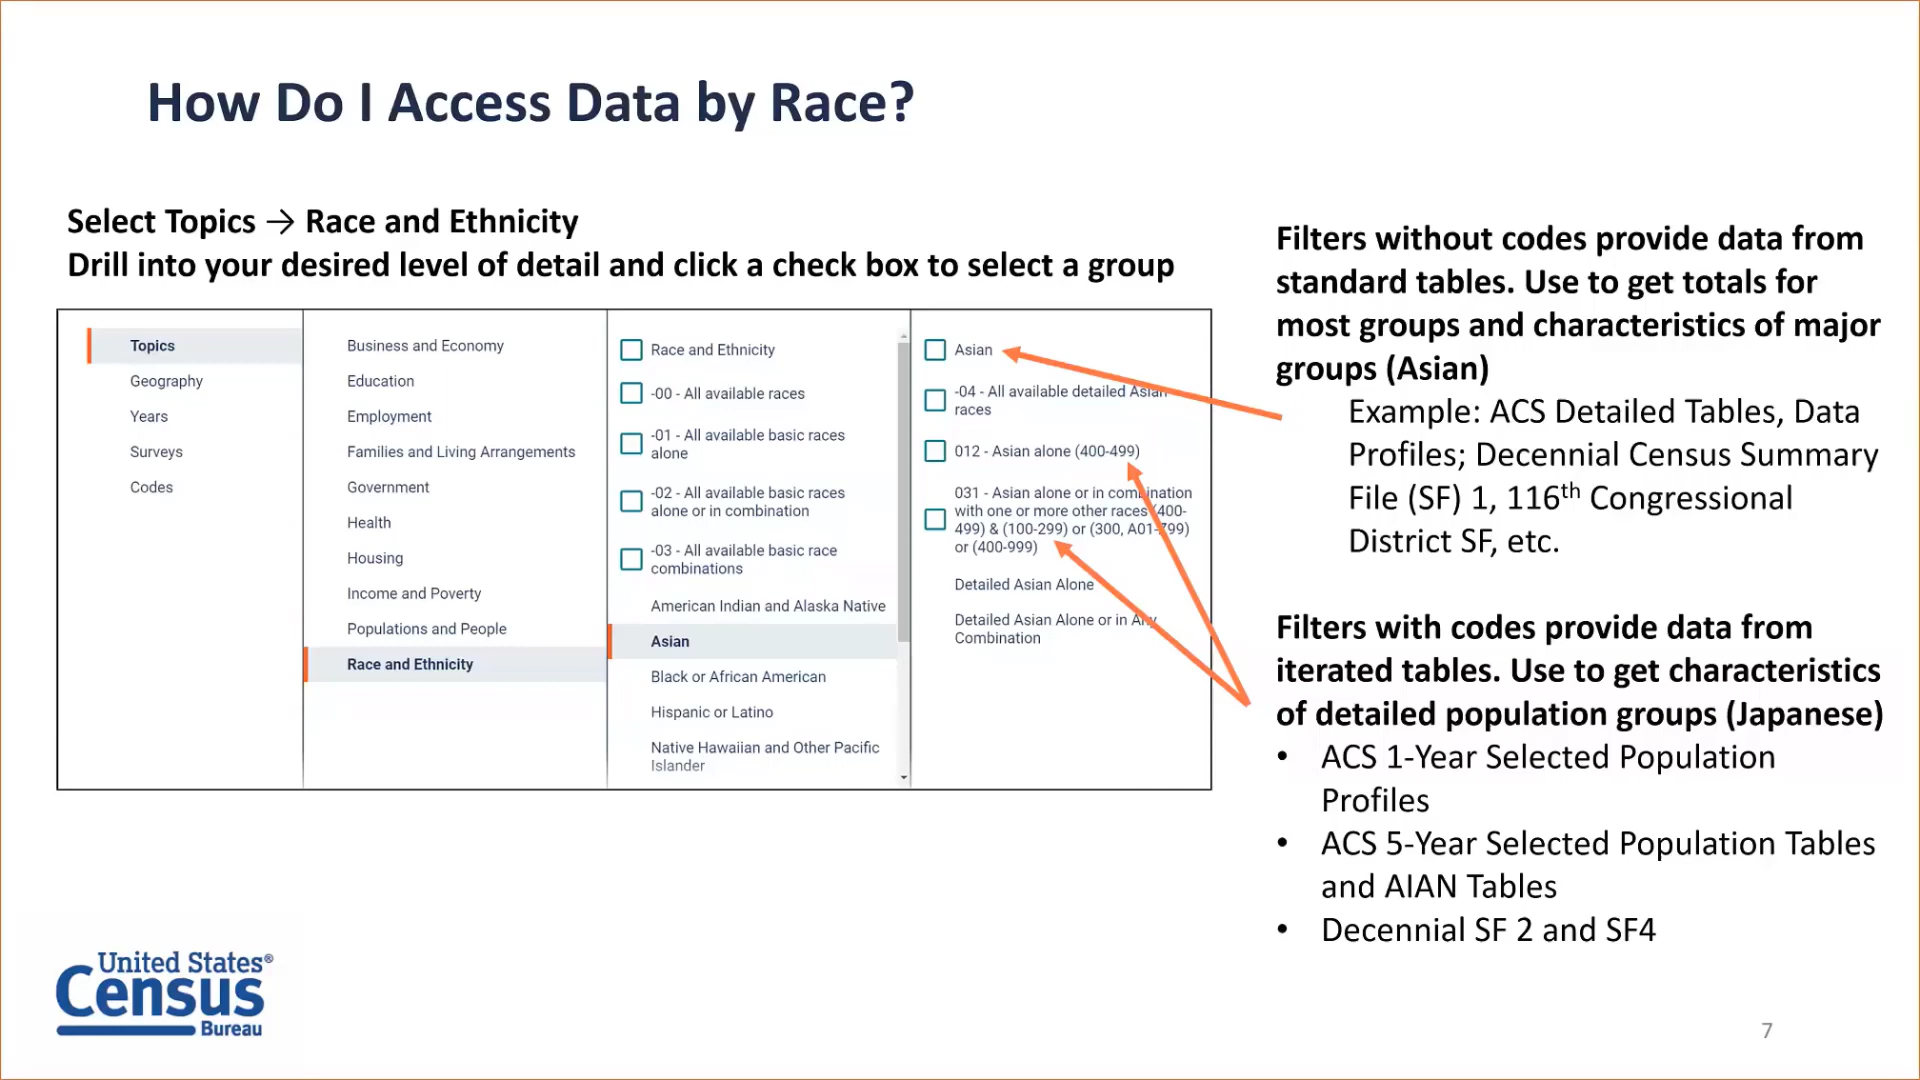 How Do I Access Data by Race?
Select Topics → Race and Ethnicity
Drill into your desired level of detail and click a check box to select a group
Topics
Geography
Years
Surveys
Codes
Business and Economy
Education
Employment
Families and Living Arrangements
Government
Health
Housing
Income and Poverty
Populations and People
Race and Ethnicity
Race and Ethnicity
-00 - All available races
-01 - All available basic races
alone
-02 - All available basic races
alone or in combination
-03 - All available basic race
combinations
American Indian and Alaska Native
Asian
Black or African American
Hispanic or Latino
Native Hawaiian and Other Pacific
Islander
Asian
-04 - All available detailed Asian
races
012 - Asian alone (400-499)
031 - Asian alone or in combination
with one or more other races (400-
499) & (100-299) or (300, A01-Z99)
or (400-999)
Detailed Asian Alone
Detailed Asian Alone or in Any
Combination
Filters without codes provide data from
standard tables. Use to get totals for
most groups and characteristics of major
groups (Asian)
Example: ACS Detailed Tables, Data
Profiles; Decennial Census Summary
File (SF) 1, 116th Congressional
District SF, etc.
Filters with codes provide data from
iterated tables. Use to get characteristics
of detailed population groups (Japanese)
• ACS 1-Year Selected Population
Profiles
• ACS 5-Year Selected Population Tables
and AIAN Tables
• Decennial SF 2 and SF4
United States®
Census
Bureau
7